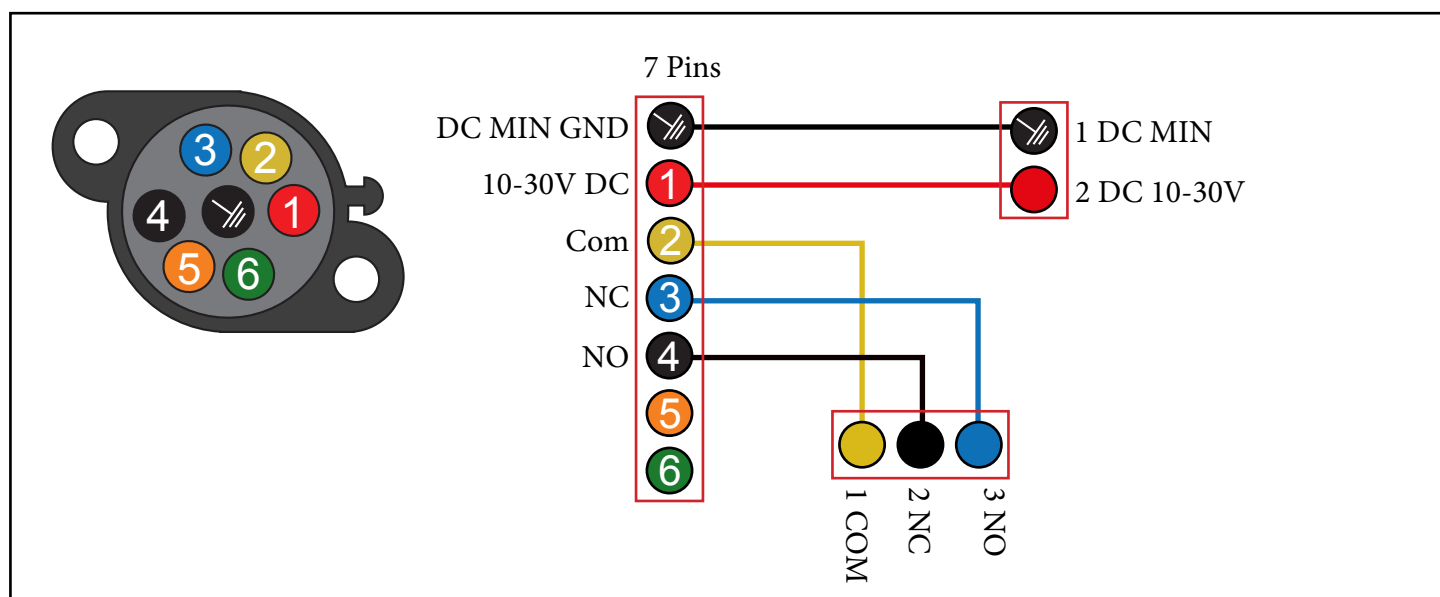 3
2
4
1
5
6
7 Pins
DC MIN GND
1 DC MIN
10-30V DC
1
2 DC 10-30V
Com
2
NC
3
NO
4
5
6
1 COM
2 NC
3 NO